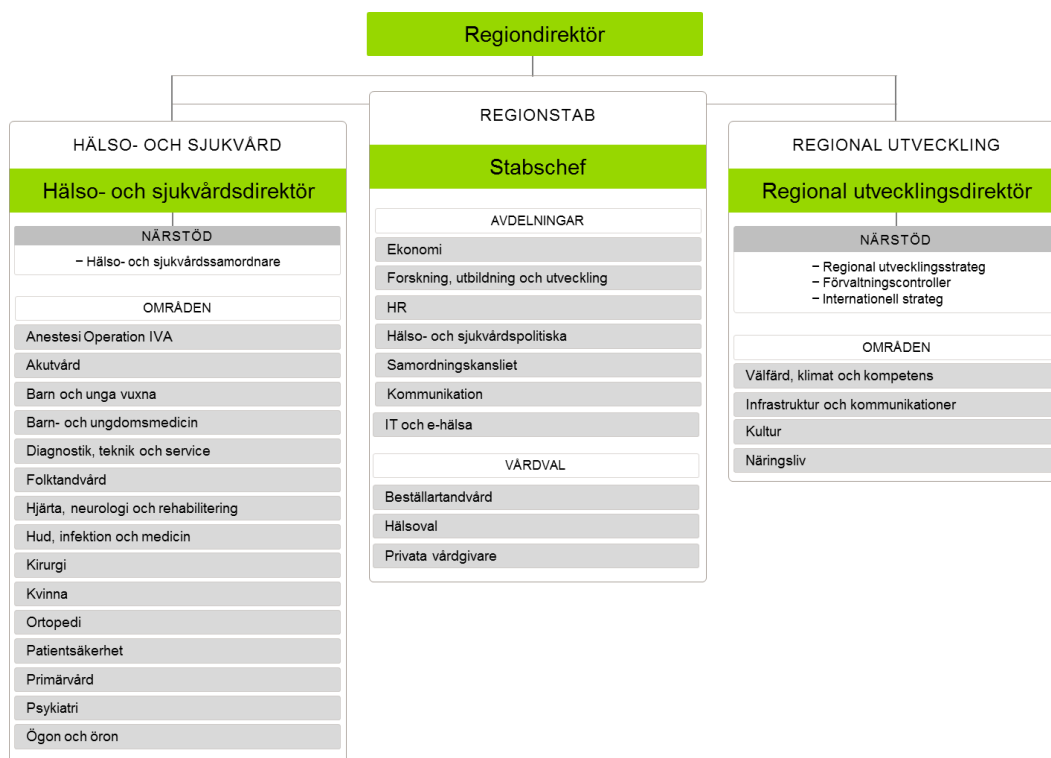 Regiondirektör
HÄLSO- OCH SJUKVÅRD
Hälso- och sjukvårdsdirektör
NÄRSTÖD
– Hälso- och sjukvårdssamordnare
OMRÅDEN
Anestesi Operation IVA
Akutvård
Barn och unga vuxna
Barn- och ungdomsmedicin
Diagnostik, teknik och service
Folktandvård
Hjärta, neurologi och rehabilitering
Hud, infektion och medicin
Kirurgi
Kvinna
Ortopedi
Patientsäkerhet
Primärvård
Psykiatri
Ögon och öron
REGIONSTAB
Stabschef
AVDELNINGAR
Ekonomi
Forskning, utbildning och utveckling
HR
Hälso- och sjukvårdspolitiska
Samordningskansliet
Kommunikation
IT och e-hälsa
VÅRDVAL
Beställartandvård
Hälsoval
Privata vårdgivare
REGIONAL UTVECKLING
Regional utvecklingsdirektör
NÄRSTÖD
– Regional utvecklingsstrateg
– Förvaltningscontroller
– Internationell strateg
OMRÅDEN
Välfärd, klimat och kompetens
Infrastruktur och kommunikationer
Kultur
Näringsliv